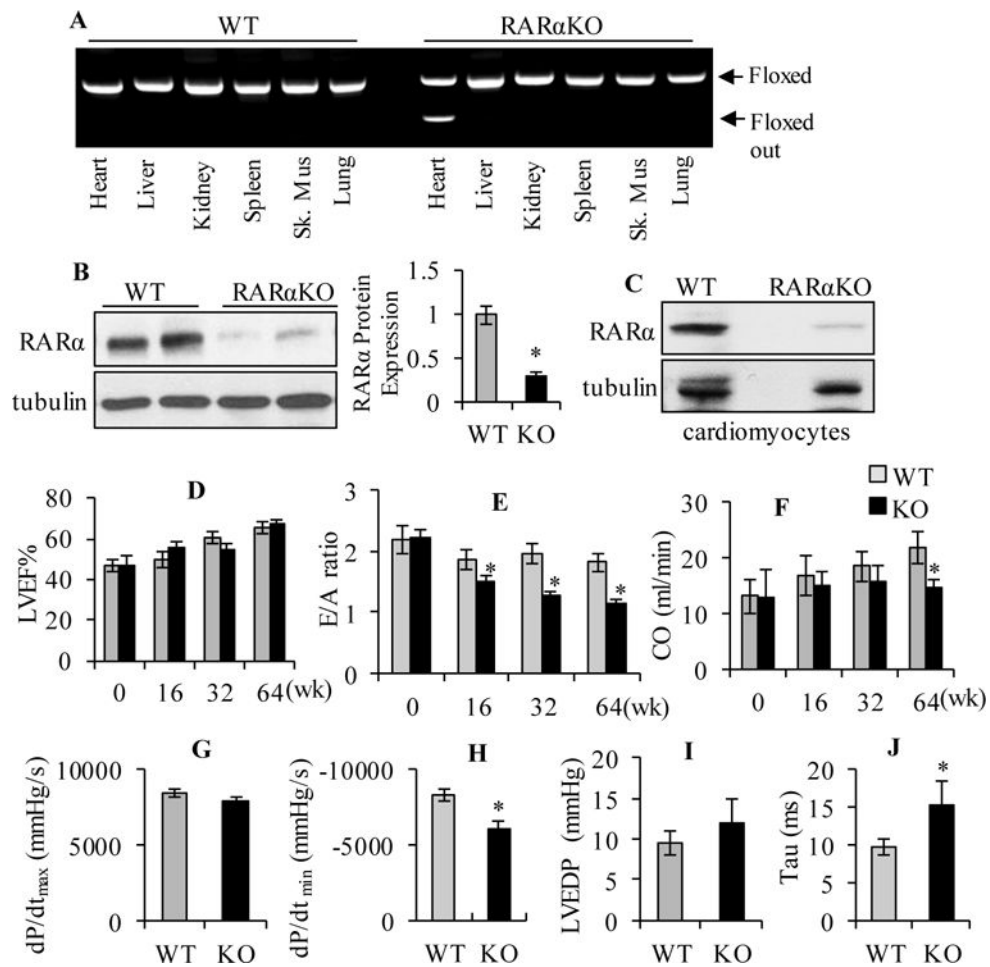 A
WT
RARαKO
Floxed
Floxed
out
Heart
Liver
Kidney
Spleen
Sk. Mus
Lung
Heart
Liver
Kidney
Spleen
Sk. Mus
Lung
B
WT
RARαKO
RARα
tubulin
RARα Protein
Expression
1.5
1
0.5
0
*
WT KO
C
WT
RARαKO
RARα
tubulin
cardiomyocytes
D
LVEF%
80
60
40
20
0
0 16 32 64(wk)
E
E/A ratio
3
2
1
0
* * *
0 16 32 64(wk)
F
WT
KO
CO (ml/min)
30
20
10
0
*
0 16 32 64(wk)
G
dP/dtmax (mmHg/s)
10000
5000
0
WT KO
H
dP/dt min (mmHg/s)
-10000
-5000
0
*
WT KO
I
LVEDP (mmHg)
20
15
10
5
0
WT KO
J
Tau (ms)
20
15
10
5
0
*
WT KO